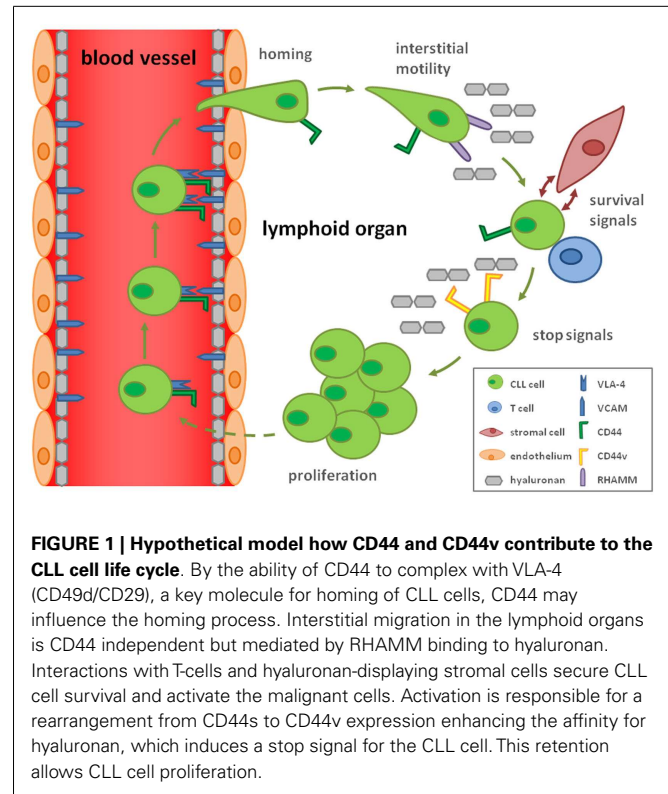 blood vessel
homing
interstitial
motility
lymphoid organ
survival
signals
stop signals
proliferation
CLL cell
VLA-4
T cell
VCAM
stromal cell
CD44
endothelium
CD44v
hyaluronan
RHAMM
FIGURE 1 | Hypothetical model how CD44 and CD44v contribute to the
CLL cell life cycle. By the ability of CD44 to complex with VLA-4
(CD49d/CD29), a key molecule for homing of CLL cells, CD44 may
influence the homing process. Interstitial migration in the lymphoid organs
is CD44 independent but mediated by RHAMM binding to hyaluronan.
Interactions with T-cells and hyaluronan-displaying stromal cells secure CLL
cell survival and activate the malignant cells. Activation is responsible for a
rearrangement from CD44s to CD44v expression enhancing the affinity for
hyaluronan, which induces a stop signal for the CLL cell. This retention
allows CLL cell proliferation.